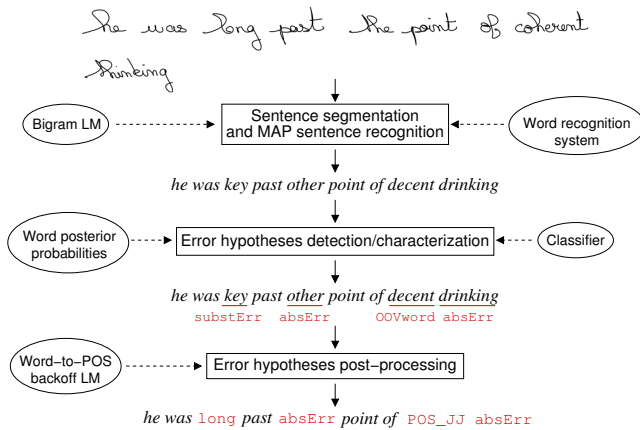 he was long past the point of coherent
thinking
Bigram LM
Sentence segmentation
and MAP sentence recognition
Word recognition
system
he was key past other point of decent drinking
Word posterior
probabilities
Error hypotheses detection/characterization
Classifier
he was key past other point of decent drinking
substErr absErr OOVword absErr
Word-to-POS
backoff LM
Error hypotheses post-processing
he was long past absErr point of POS_JJ absErr